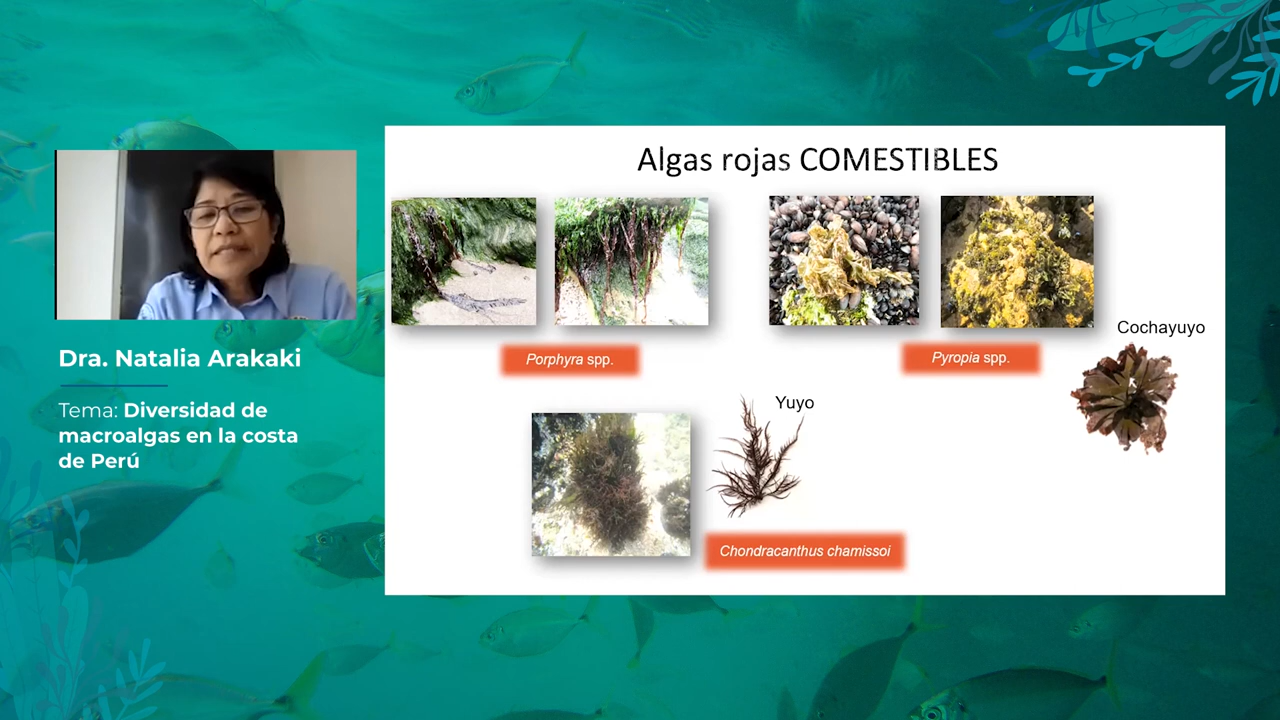 Algas rojas COMESTIBLES
Dra. Natalia Arakaki
Tema: Diversidad de
macroalgas en la costa
de Perú
Porphyra spp.
Pyropia spp.
Cochayuyo
Yuyo
Chondracanthus chamissoi